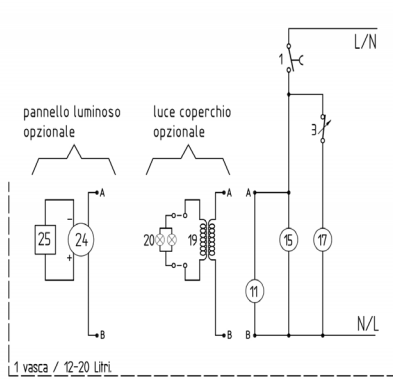 L/N
1
pannello luminoso
opzionale
luce coperchio
opzionale
3
A
A
A
25
-
+
24
20
19
15
17
11
B
B
B
N/L
1 vasca / 12-20 Litri.